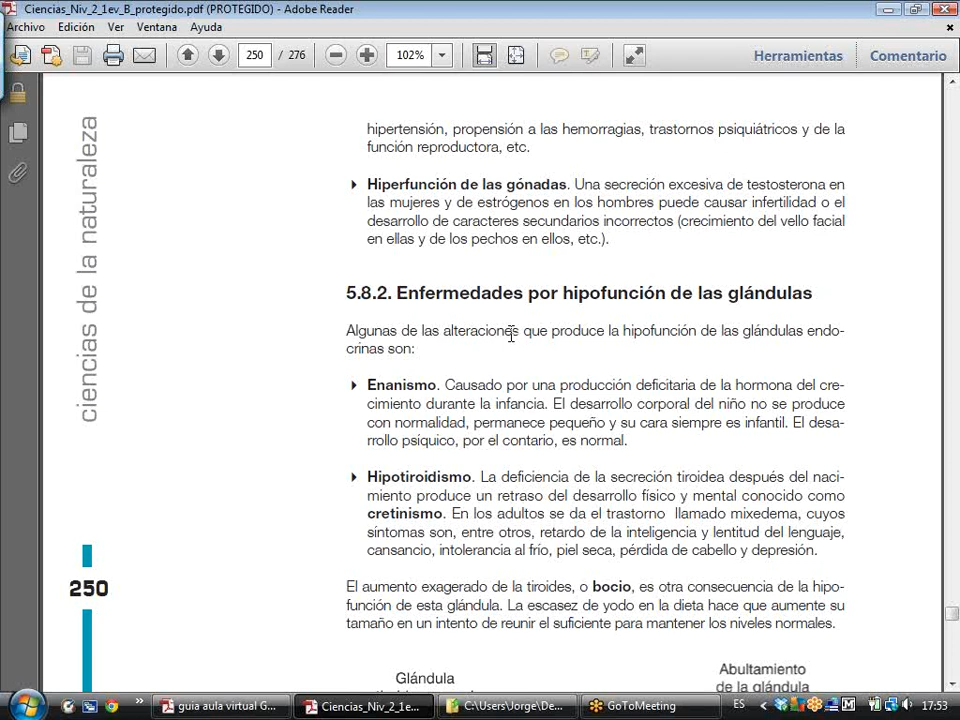 Ciencias_Niv_2_1ev_B_protegido.pdf (PROTEGIDO) - Adobe Reader
Archivo Edición Ver Ventana Ayuda
250 / 276 102% Herramientas Comentario
ciencias de la naturaleza
hipertensión, propensión a las hemorragias, trastornos psiquiátricos y de la
función reproductora, etc.
Hiperfunción de las gónadas. Una secreción excesiva de testosterona en
las mujeres y de estrógenos en los hombres puede causar infertilidad o el
desarrollo de caracteres secundarios incorrectos (crecimiento del vello facial
en ellas y de los pechos en ellos, etc.).
5.8.2. Enfermedades por hipofunción de las glándulas
Algunas de las alteraciones que produce la hipofunción de las glándulas endo-
crinas son:
Enanismo. Causado por una producción deficitaria de la hormona del cre-
cimiento durante la infancia. El desarrollo corporal del niño no se produce
con normalidad, permanece pequeño y su cara siempre es infantil. El desa-
rrollo psíquico, por el contario, es normal.
Hipotiroidismo. La deficiencia de la secreción tiroidea después del naci-
miento produce un retraso del desarrollo físico y mental conocido como
cretinismo. En los adultos se da el trastorno llamado mixedema, cuyos
síntomas son, entre otros, retardo de la inteligencia y lentitud del lenguaje,
cansancio, intolerancia al frío, piel seca, pérdida de cabello y depresión.
250
El aumento exagerado de la tiroides, o bocio, es otra consecuencia de la hipo-
función de esta glándula. La escasez de yodo en la dieta hace que aumente su
tamaño en un intento de reunir el suficiente para mantener los niveles normales.
Glándula
Abultamiento
de la glándula
guia aula virtual G... Ciencias_Niv_2_1e... C:\Users\Jorge\De... GoToMeeting ES 17:53